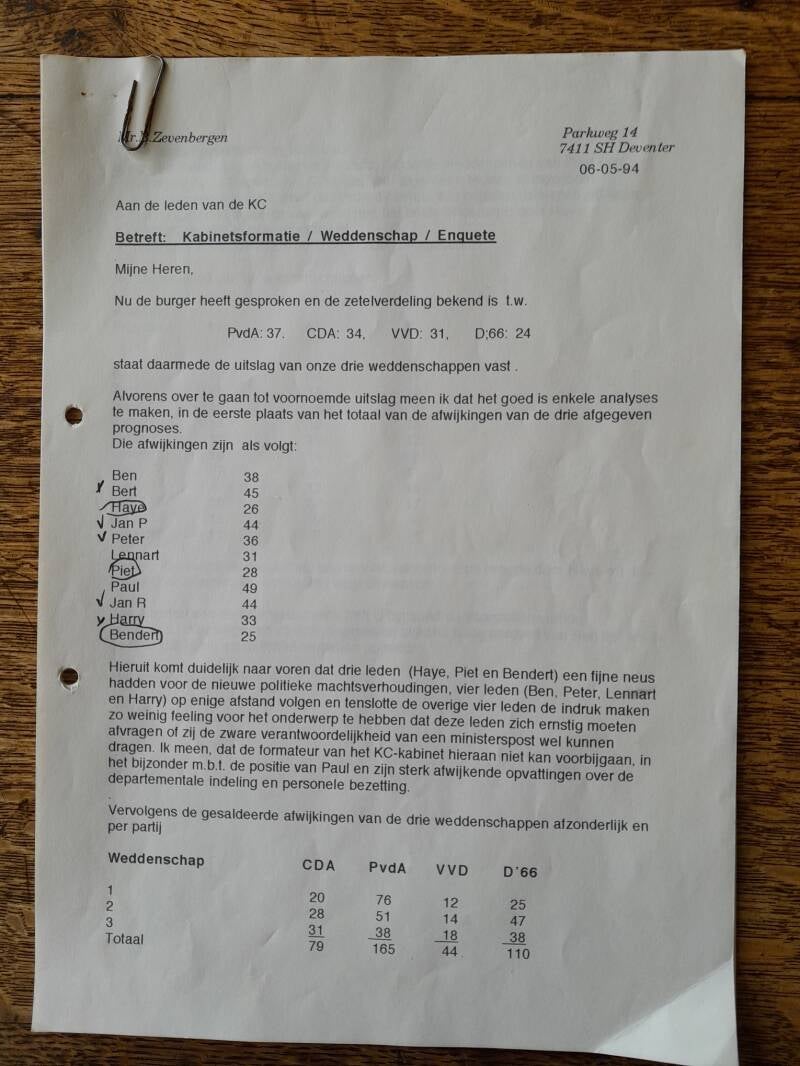 Mr. Zevenbergen
Parkweg 14
7411 SH Deventer
06-05-94
Aan de leden van de KC
Betreft: Kabinetsformatie / Weddenschap / Enquete
Mijne Heren,
Nu de burger heeft gesproken en de zetelverdeling bekend is t.w.
PvdA: 37. CDA: 34, VVD: 31, D;66: 24
staat daarmede de uitslag van onze drie weddenschappen vast .
Alvorens over te gaan tot voornoemde uitslag meen ik dat het goed is enkele analyses
te maken, in de eerste plaats van het totaal van de afwijkingen van de drie afgegeven
prognoses.
Die afwijkingen zijn als volgt:
Ben 38
Bert 45
Haye 26
Jan P 44
Peter 36
Lennart 31
Piet 28
Paul 49
Jan R 44
Harry 33
Bendert 25
Hieruit komt duidelijk naar voren dat drie leden (Haye, Piet en Bendert) een fijne neus
hadden voor de nieuwe politieke machtsverhoudingen, vier leden (Ben, Peter, Lennart
en Harry) op enige afstand volgen en tenslotte de overige vier leden de indruk maken
zo weinig feeling voor het onderwerp te hebben dat deze leden zich ernstig moeten
afvragen of zij de zware verantwoordelijkheid van een ministerspost wel kunnen
dragen. Ik meen, dat de formateur van het KC-kabinet hieraan niet kan voorbijgaan, in
het bijzonder m.b.t. de positie van Paul en zijn sterk afwijkende opvattingen over de
departementale indeling en personele bezetting.
.
Vervolgens de gesaldeerde afwijkingen van de drie weddenschappen afzonderlijk en
per partij
Weddenschap CDA PvdA VVD D'66
1 20 76 12 25
2 28 51 14 47
3 31 38 18 38
Totaal 79 165 44 110